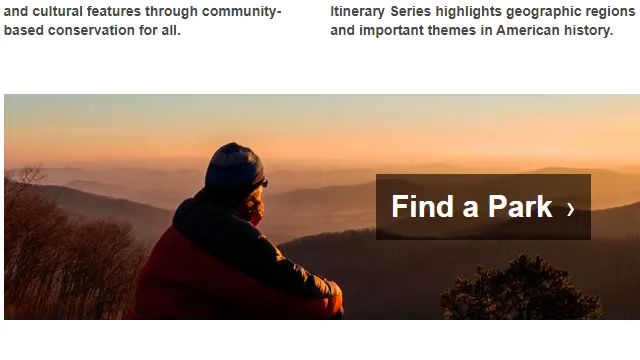 and cultural features through community-
based conservation for all.
Itinerary Series highlights geographic regions
and important themes in American history.
Find a Park ›